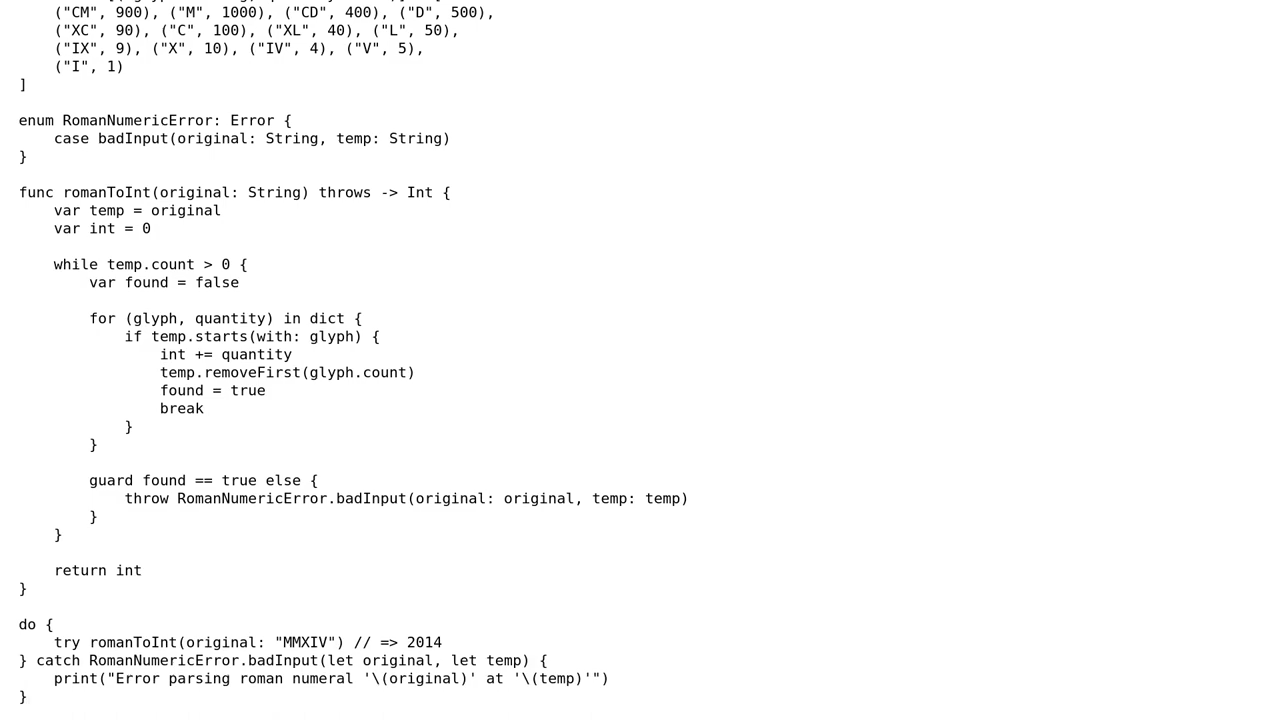 ("CM", 900), ("M", 1000), ("CD", 400), ("D", 500),
    ("XC", 90), ("C", 100), ("XL", 40), ("L", 50),
    ("IX", 9), ("X", 10), ("IV", 4), ("V", 5),
    ("I", 1)
]

enum RomanNumericError: Error {
    case badInput(original: String, temp: String)
}

func romanToInt(original: String) throws -> Int {
    var temp = original
    var int = 0

    while temp.count > 0 {
        var found = false

        for (glyph, quantity) in dict {
            if temp.starts(with: glyph) {
                int += quantity
                temp.removeFirst(glyph.count)
                found = true
                break
            }
        }

        guard found == true else {
            throw RomanNumericError.badInput(original: original, temp: temp)
        }
    }

    return int
}

do {
    try romanToInt(original: "MMXIV") // => 2014
} catch RomanNumericError.badInput(let original, let temp) {
    print("Error parsing roman numeral '\(original)' at '\(temp)'")
}